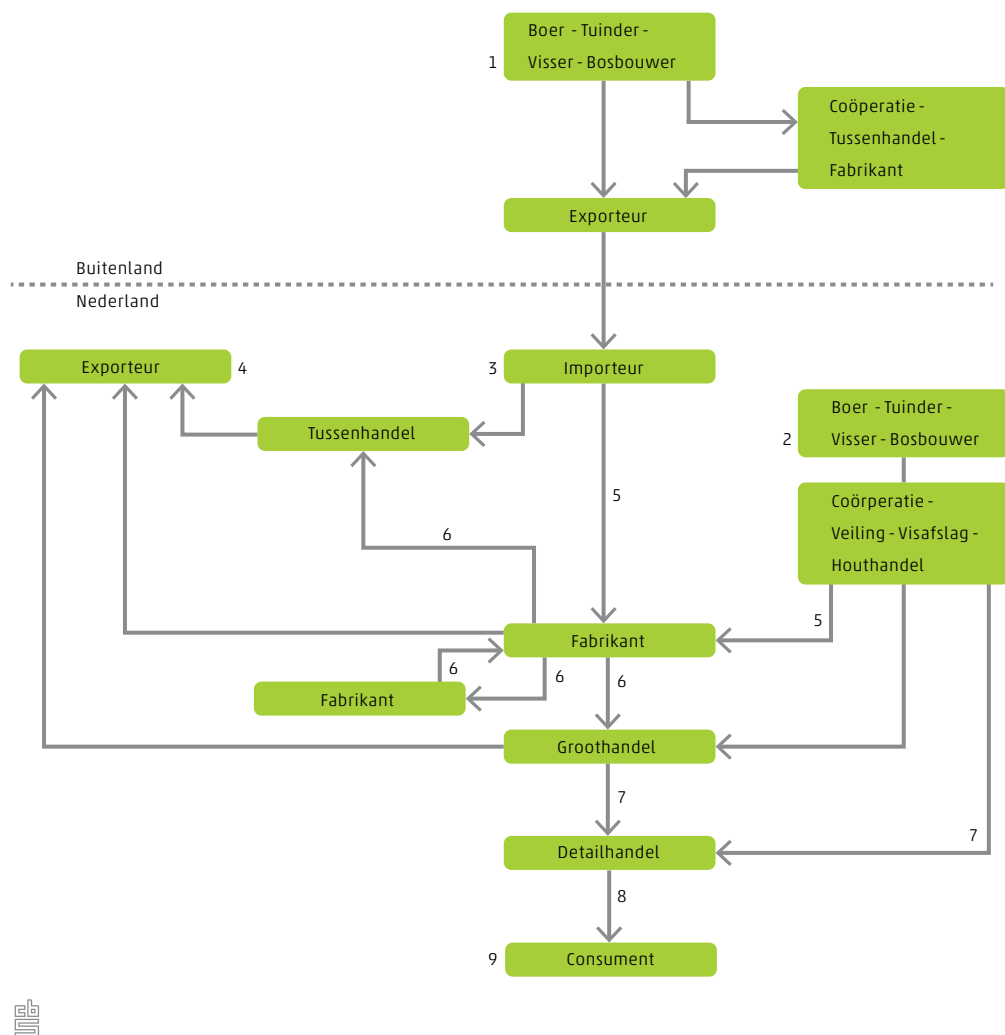 Boer - Tuinder -
1
Visser - Bosbouwer
Coöperatie -
Tussenhandel -
Fabrikant
Exporteur
Buitenland
Nederland
Exporteur
4
3
Importeur
Tussenhandel
Boer - Tuinder -
2
Visser - Bosbouwer
5
Coörperatie -
Veiling - Visafslag -
Houthandel
6
5
Fabrikant
6
6
6
Fabrikant
Groothandel
7
7
Detailhandel
8
9
Consument
cbs